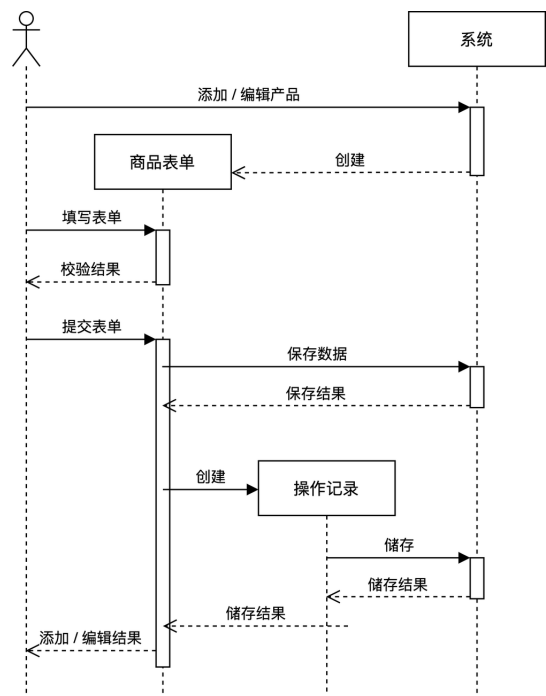 系统
添加 / 编辑产品
商品表单
创建
填写表单
校验结果
提交表单
保存数据
保存结果
创建
操作记录
储存
储存结果
储存结果
添加 / 编辑结果